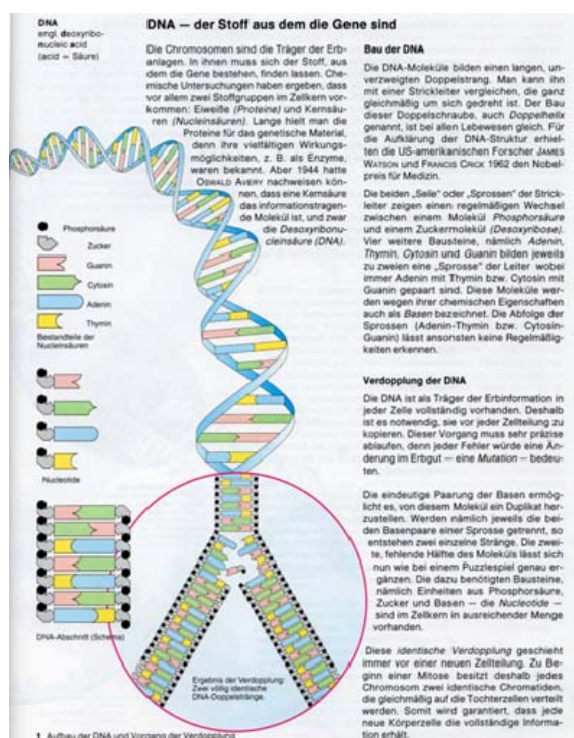 DNA
engl. deoxyribo-
nucleic acid
(acid = Säure)
DNA — der Stoff aus dem die Gene sind
Die Chromosomen sind die Träger der Erb-
anlagen. In ihnen muss sich der Stoff, aus
dem die Gene bestehen, finden lassen. Che-
mische Untersuchungen haben ergeben, dass
vor allem zwei Stoffgruppen im Zellkern vor-
kommen: Eiweiße (Proteine) und Kernsäu-
ren (Nucleinsäuren). Lange hielt man die
Proteine für das genetische Material,
denn ihre vielfältigen Wirkungs-
möglichkeiten, z. B. als Enzyme,
waren bekannt. Aber 1944 hatte
OSWALD AVERY nachweisen kön-
nen, dass eine Kernsäure
das informationstragen-
de Molekül ist, und zwar
die Desoxyribonu-
cleinsäure (DNA).
Phosphorsäure
Zucker
Guanin
Cytosin
Adenin
Thymin
Bestandteile der
Nucleinsäuren
Nucleotide
DNA-Abschnitt (Schema)
Ergebnis der Verdopplung:
Zwei völlig identische
DNA-Doppelstränge.
1 Aufbau der DNA und Vorgang der Verdopplung
Bau der DNA
Die DNA-Moleküle bilden einen langen, un-
verzweigten Doppelstrang. Man kann ihn
mit einer Strickleiter vergleichen, die ganz
gleichmäßig um sich gedreht ist. Der Bau
dieser Doppelschraube, auch Doppelhelix
genannt, ist bei allen Lebewesen gleich. Für
die Aufklärung der DNA-Struktur erhiel-
ten die US-amerikanischen Forscher JAMES
WATSON und FRANCIS CRICK 1962 den Nobel-
preis für Medizin.
Die beiden „Seile" oder „Sprossen" der Strick-
leiter zeigen einen regelmäßigen Wechsel
zwischen einem Molekül Phosphorsäure
und einem Zuckermolekül (Desoxyribose).
Vier weitere Bausteine, nämlich Adenin,
Thymin, Cytosin und Guanin bilden jeweils
zu zweien eine „Sprosse" der Leiter wobei
immer Adenin mit Thymin bzw. Cytosin mit
Guanin gepaart sind. Diese Moleküle wer-
den wegen ihrer chemischen Eigenschaften
auch als Basen bezeichnet. Die Abfolge der
Sprossen (Adenin-Thymin bzw. Cytosin-
Guanin) lässt ansonsten keine Regelmäßig-
keiten erkennen.
Verdopplung der DNA
Die DNA ist als Träger der Erbinformation in
jeder Zelle vollständig vorhanden. Deshalb
ist es notwendig, sie vor jeder Zellteilung zu
kopieren. Dieser Vorgang muss sehr präzise
ablaufen, denn jeder Fehler würde eine Än-
derung im Erbgut — eine Mutation — bedeu-
ten.
Die eindeutige Paarung der Basen ermög-
licht es, von diesem Molekül ein Duplikat her-
zustellen. Werden nämlich jeweils die bei-
den Basenpaare einer Sprosse getrennt, so
entstehen zwei einzelne Stränge. Die zwei-
te, fehlende Hälfte des Moleküls lässt sich
nun wie bei einem Puzzlespiel genau er-
gänzen. Die dazu benötigten Bausteine,
nämlich Einheiten aus Phosphorsäure,
Zucker und Basen — die Nucleotide —
sind im Zellkern in ausreichender Menge
vorhanden.
Diese identische Verdopplung geschieht
immer vor einer neuen Zellteilung. Zu Be-
ginn einer Mitose besitzt deshalb jedes
Chromosom zwei identische Chromatiden,
die gleichmäßig auf die Tochterzellen verteilt
werden. Somit wird garantiert, dass jede
neue Körperzelle die vollständige Informa-
tion erhält.